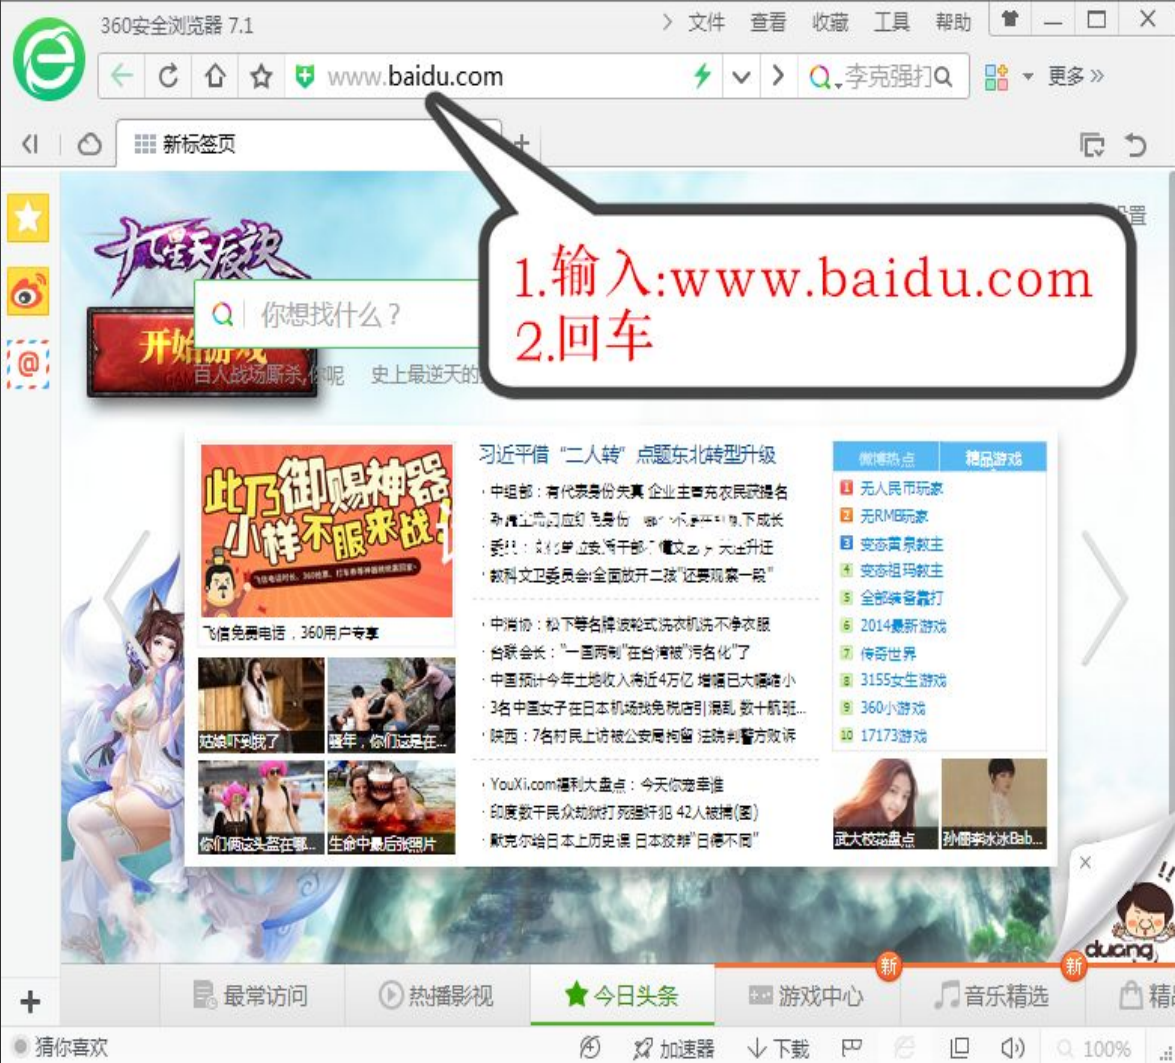 360安全浏览器 7.1
文件 查看 收藏 工具 帮助
www.baidu.com
李克强打
更多
新标签页
置
1.输入:www.baidu.com
2.回车
九星天辰诀
你想找什么？
开始游戏
百人战场厮杀,你呢 史上最逆天的
此乃御赐神器
小样不服来战!
飞信免费电话，360用户专享
姑娘吓到我了
骚年，你们这是在...
你们俩这头盔在哪...
生命中最后张照片
习近平借“二人转”点题东北转型升级
中组部：有代表身份失真 企业主冒充农民获提名
教科文卫委员会:全面放开二孩"还要观察一段"
中消协：松下等名牌波轮式洗衣机洗不净衣服
台联会长："一国两制"在台湾被"污名化"了
中国预计今年土地收入将近4万亿 增幅已大幅缩小
3名中国女子在日本机场找免税店引混乱 数十航班...
陕西：7名村民上访被公安局拘留 法院判警方败诉
YouXi.com福利大盘点：今天你宠幸谁
印度数千民众劫狱打死强奸犯 42人被捕(图)
默克尔给日本上历史课 日本狡辩"日德不同"
微博热点 精品游戏
1 无人民币玩家
2 无RMB玩家
3 变态黄泉教主
4 变态祖玛教主
5 全部装备靠打
6 2014最新游戏
7 传奇世界
8 3155女生游戏
9 360小游戏
10 17173游戏
武大校花盘点
孙俪李冰冰Bab...
!!
duang
新
新
最常访问
热播影视
今日头条
游戏中心
音乐精选
精
猜你喜欢
加速器
下载
100%